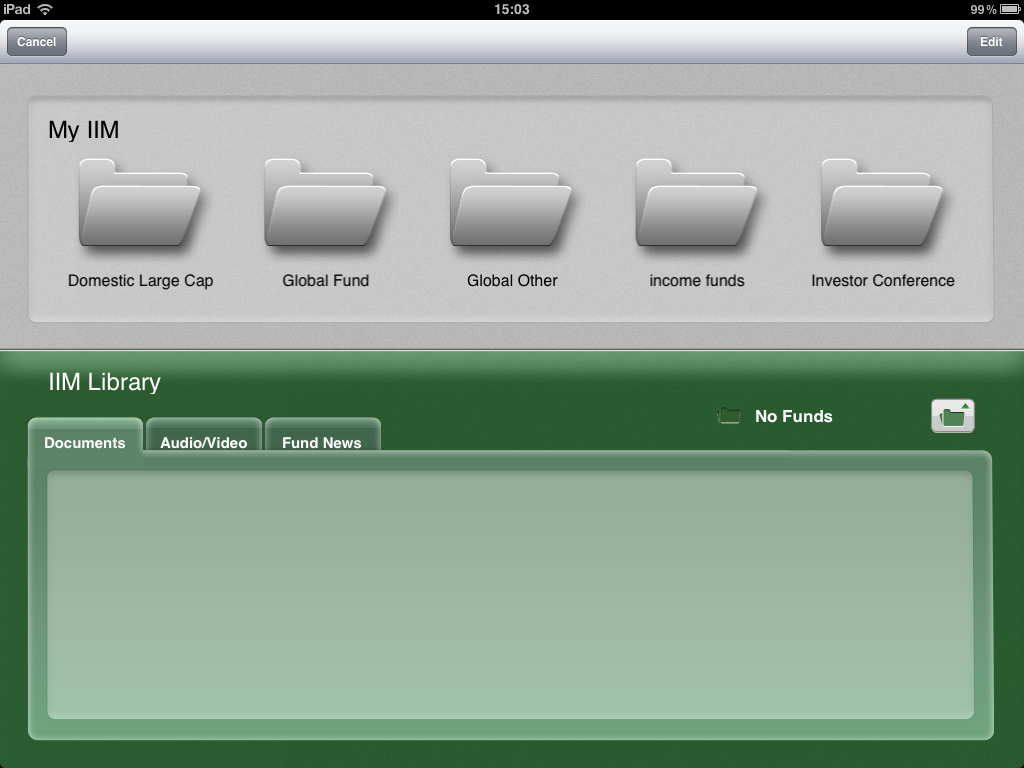 iPad 15:03 99%
Cancel Edit
My IIM
Domestic Large Cap Global Fund Global Other income funds Investor Conference
IIM Library
No Funds
Documents Audio/Video Fund News